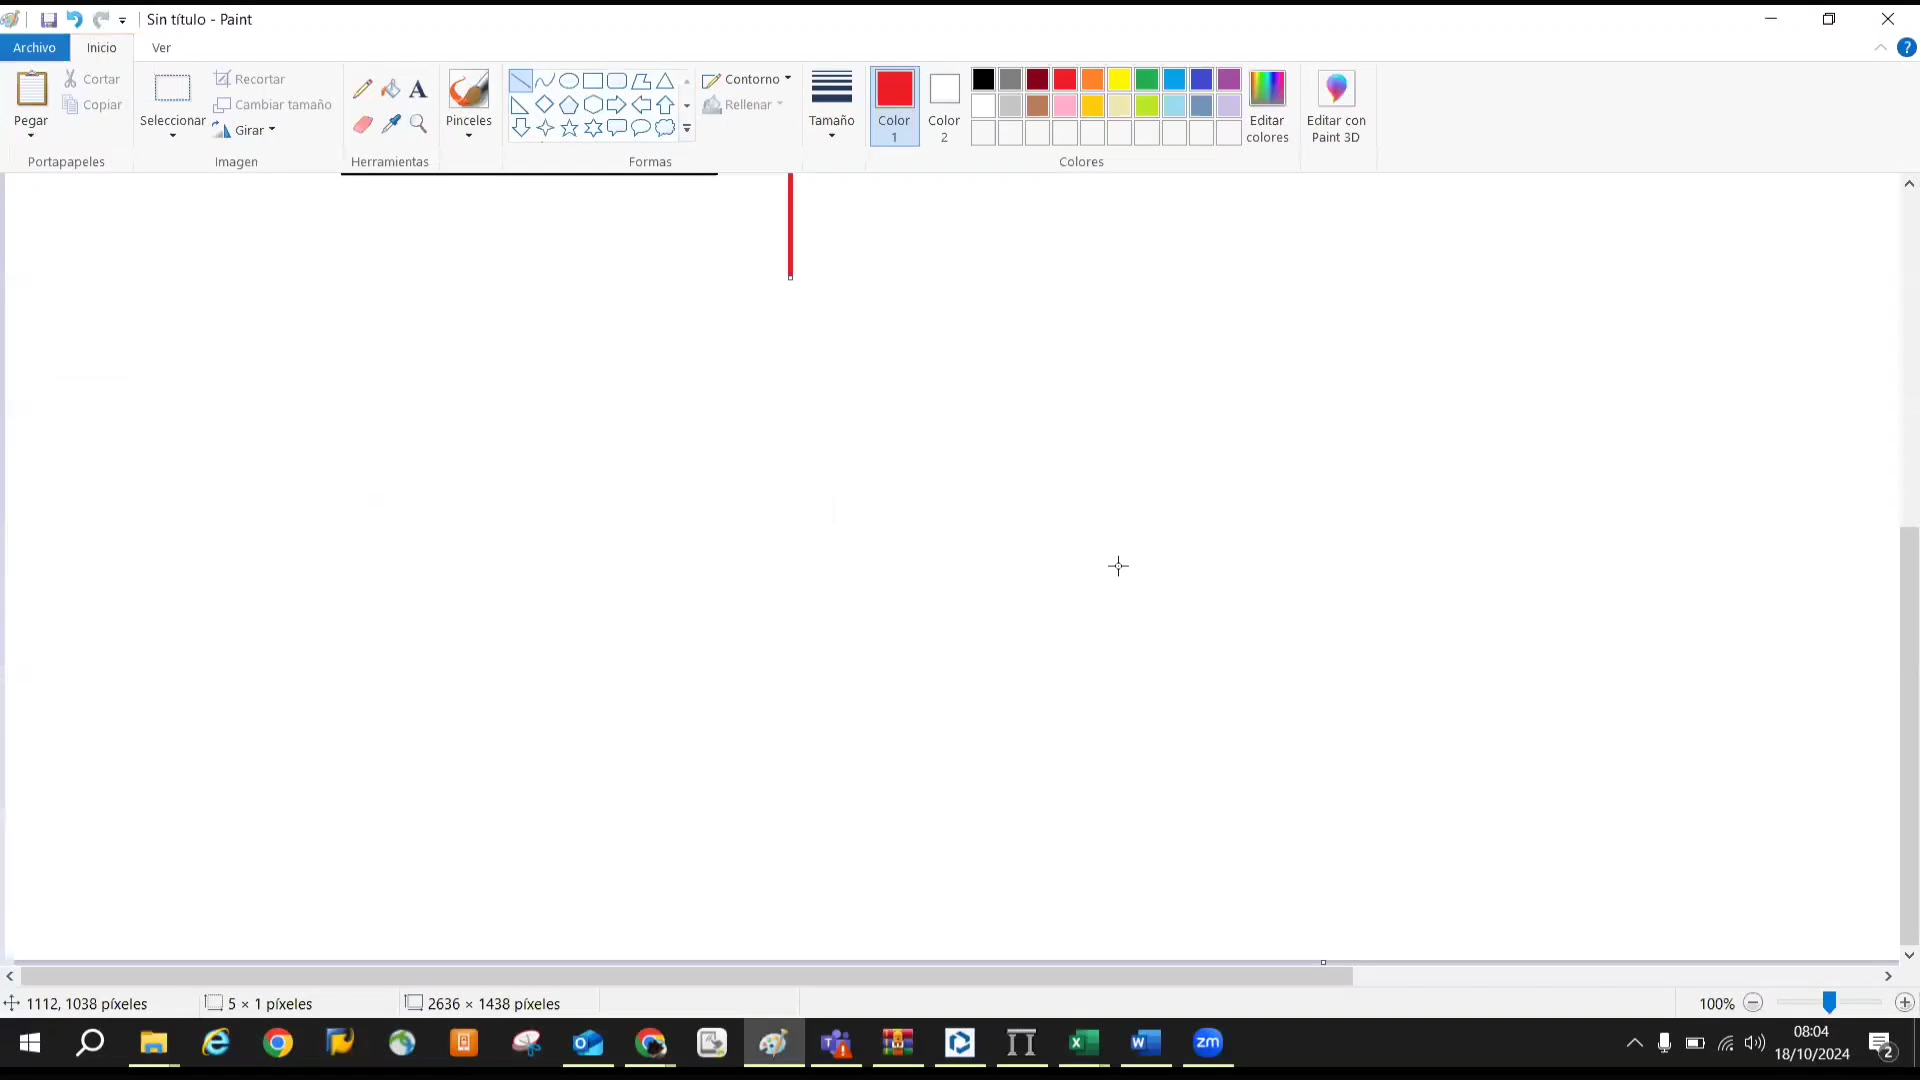 Sin título - Paint
Archivo Inicio Ver
Pegar Cortar Copiar Portapapeles
Seleccionar Recortar Cambiar tamaño Girar Imagen
A Herramientas
Pinceles
Contorno Rellenar Formas
Tamaño
Color 1
Color 2
Editar colores Colores
Editar con Paint 3D
1112, 1038 píxeles 5 × 1 píxeles 2636 × 1438 píxeles 100%
zm
08:04
18/10/2024
2